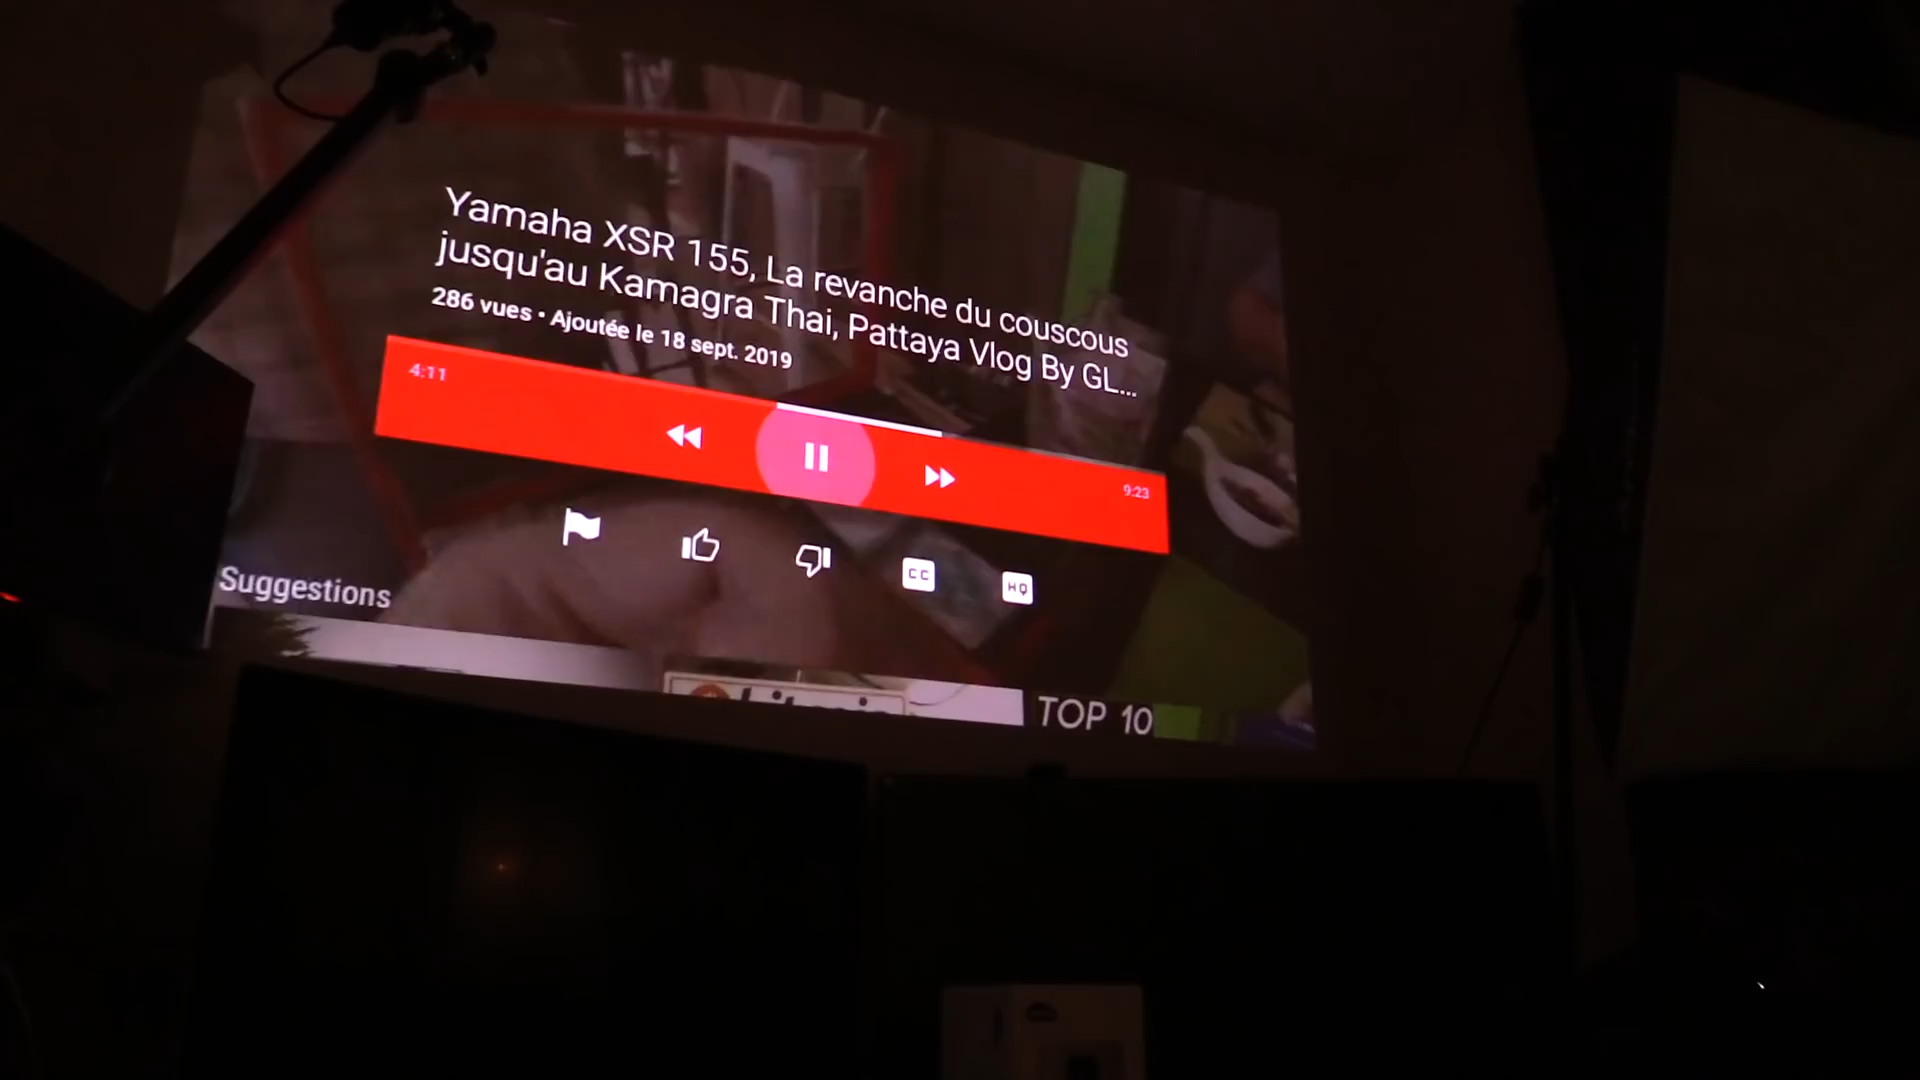 Yamaha XSR 155, La revanche du couscous
jusqu'au Kamagra Thai, Pattaya Vlog By GL...
286 vues • Ajoutée le 18 sept. 2019
4:11
9:23
CC
HQ
Suggestions
TOP 10